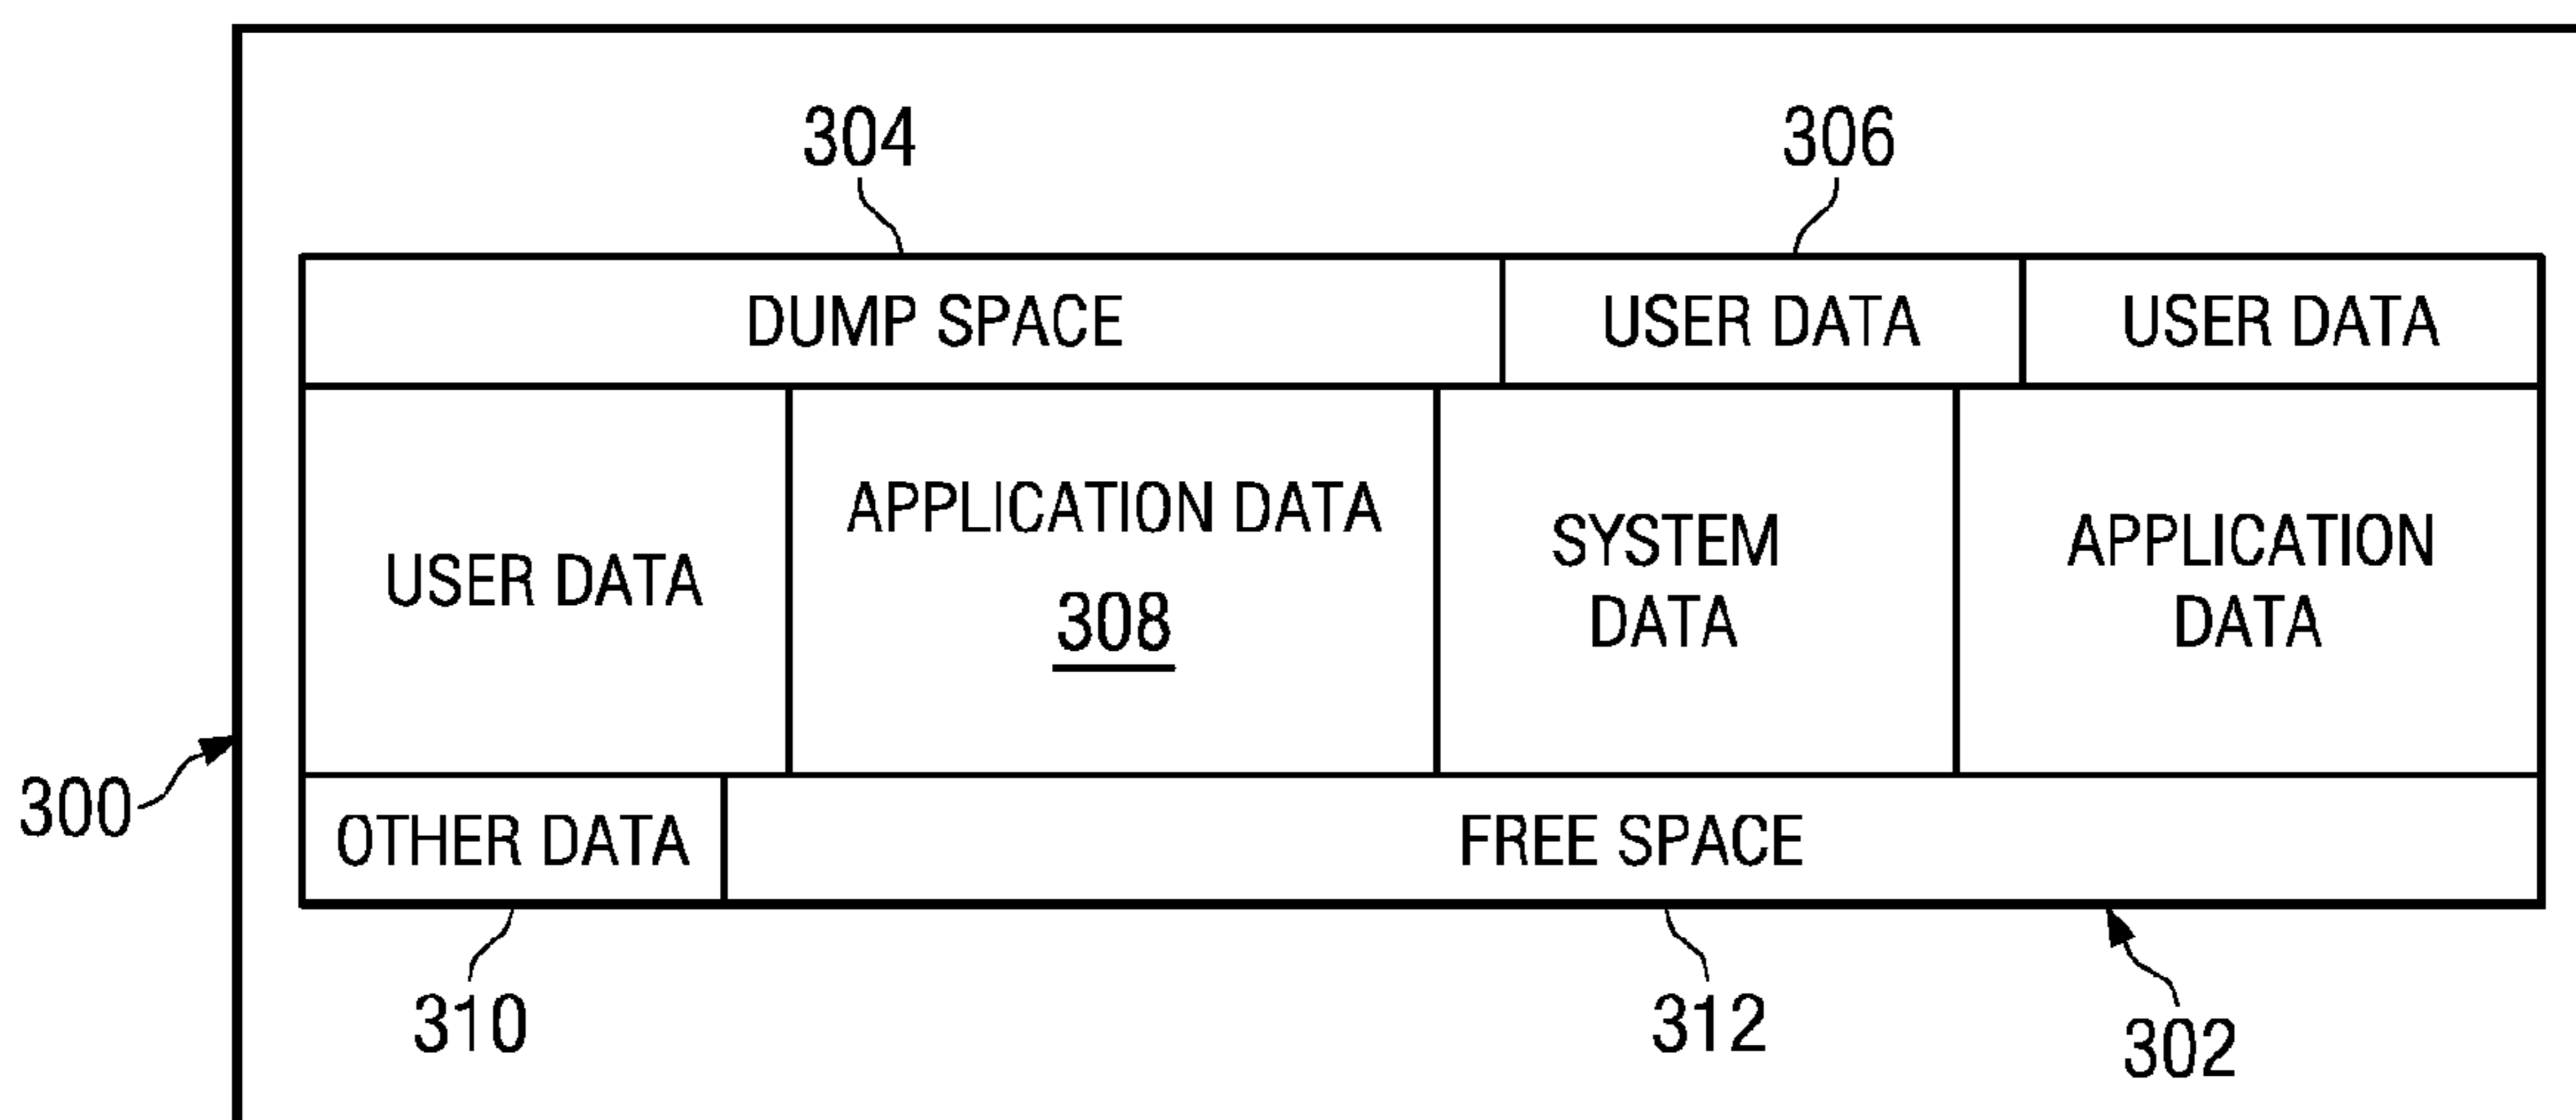 304
306
DUMP SPACE
USER DATA
USER DATA
USER DATA
APPLICATION DATA
308
SYSTEM
DATA
APPLICATION
DATA
300
OTHER DATA
FREE SPACE
310
312
302